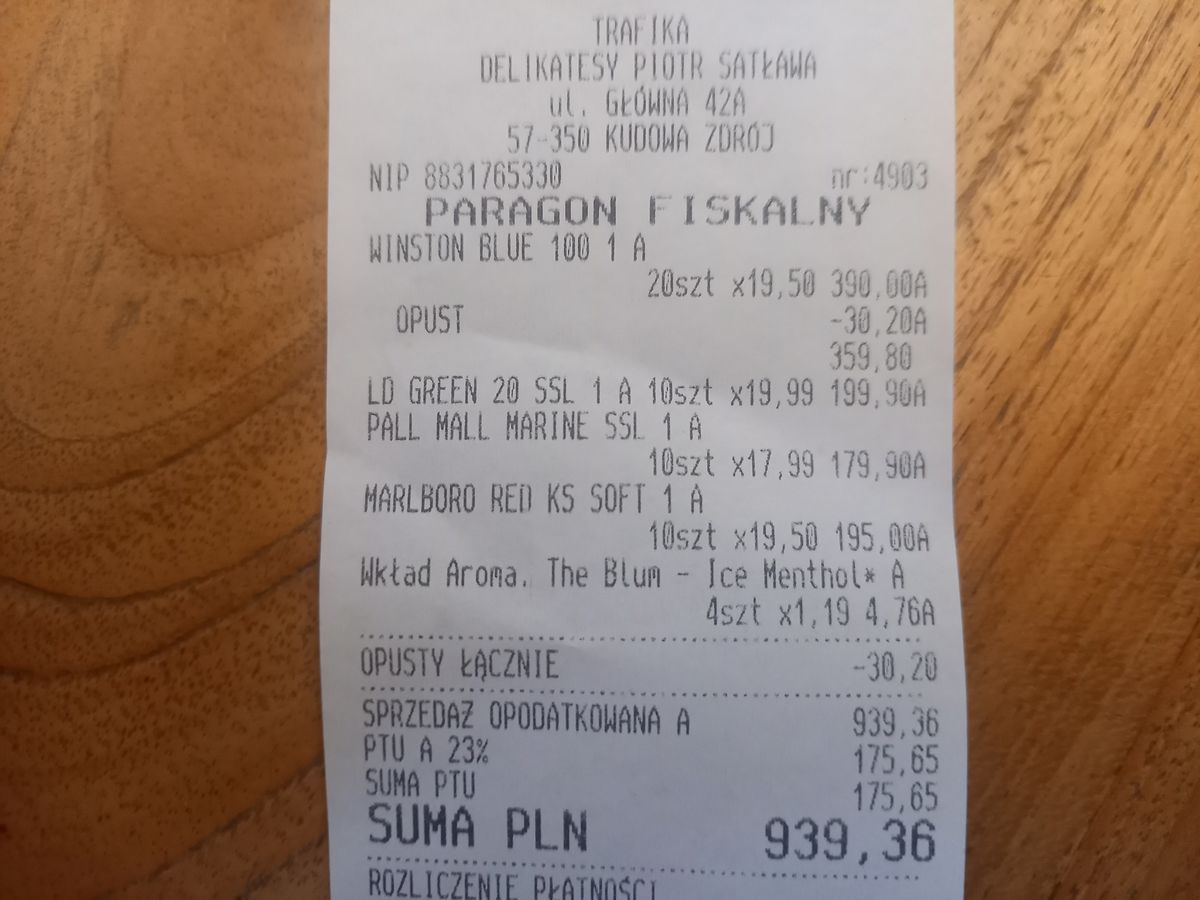 TRAFIKA
DELIKATESY PIOTR SATŁAWA
ul. GŁÓWNA 42A
57-350 KUDOWA ZDRÓJ
NIP 8831765330 nr:4903
PARAGON FISKALNY
WINSTON BLUE 100 1 A
20szt x19,50 390,00A
OPUST -30,20A
359,80
LD GREEN 20 SSL 1 A 10szt x19,99 199,90A
PALL MALL MARINE SSL 1 A
10szt x17,99 179,90A
MARLBORO RED KS SOFT 1 A
10szt x19,50 195,00A
Wkład Aroma. The Blum - Ice Menthol* A
4szt x1,19 4,76A
OPUSTY ŁĄCZNIE -30,20
SPRZEDAŻ OPODATKOWANA A 939,36
PTU A 23% 175,65
SUMA PTU 175,65
SUMA PLN 939,36
ROZLICZENIE PŁATNOŚCI